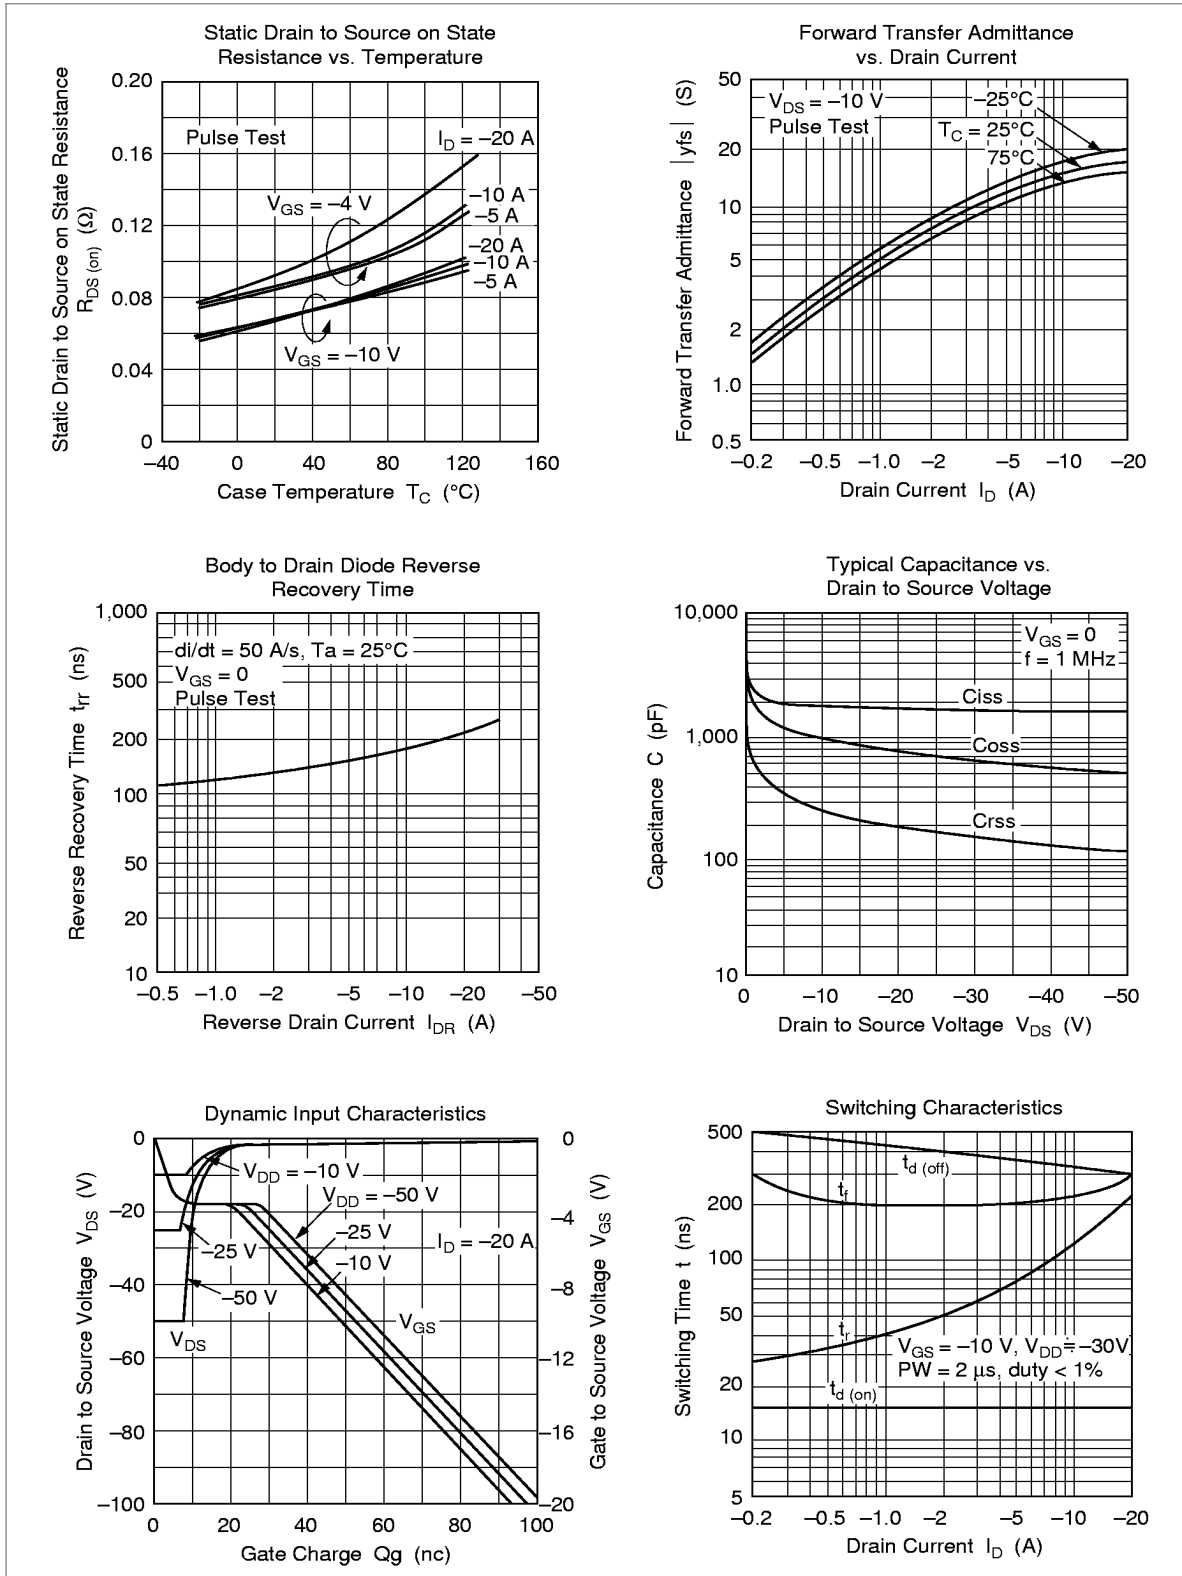 Static Drain to Source on State
Resistance vs. Temperature
Static Drain to Source on State Resistance
R_DS (on) (Ω)
0.20
0.16
0.12
0.08
0.04
0
Pulse Test
I_D = −20 A
V_GS = −4 V
−10 A
−5 A
−20 A
−10 A
−5 A
V_GS = −10 V
−40
0
40
80
120
160
Case Temperature T_C (°C)
Forward Transfer Admittance
vs. Drain Current
Forward Transfer Admittance |yfs| (S)
50
20
10
5
2
1.0
0.5
V_DS = −10 V
Pulse Test
−25°C
T_C = 25°C
75°C
−0.2
−0.5
−1.0
−2
−5
−10
−20
Drain Current I_D (A)
Body to Drain Diode Reverse
Recovery Time
Reverse Recovery Time t_rr (ns)
1,000
500
200
100
50
20
10
di/dt = 50 A/s, Ta = 25°C
V_GS = 0
Pulse Test
−0.5
−1.0
−2
−5
−10
−20
−50
Reverse Drain Current I_DR (A)
Typical Capacitance vs.
Drain to Source Voltage
Capacitance C (pF)
10,000
1,000
100
10
V_GS = 0
f = 1 MHz
Ciss
Coss
Crss
0
−10
−20
−30
−40
−50
Drain to Source Voltage V_DS (V)
Dynamic Input Characteristics
Drain to Source Voltage V_DS (V)
0
−20
−40
−60
−80
−100
V_DD = −10 V
V_DD = −50 V
−25 V
−25 V
I_D = −20 A
−10 V
−50 V
V_DS
V_GS
0
−4
−8
−12
−16
−20
Gate to Source Voltage V_GS (V)
0
20
40
60
80
100
Gate Charge Qg (nc)
Switching Characteristics
Switching Time t (ns)
500
200
100
50
20
10
5
t_d (off)
t_f
t_r
V_GS = −10 V, V_DD ≒ −30V
PW = 2 μs, duty < 1%
t_d (on)
−0.2
−0.5
−1.0
−2
−5
−10
−20
Drain Current I_D (A)